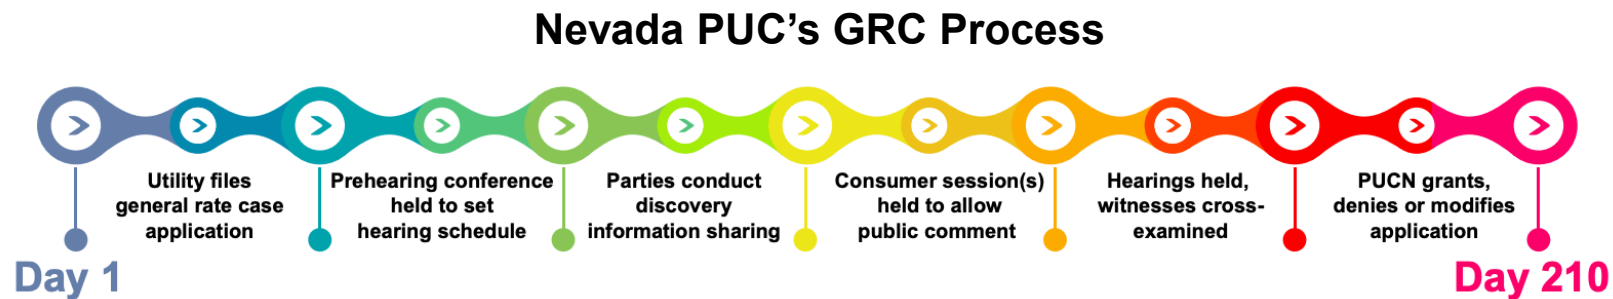 Nevada PUC’s GRC Process
Utility files
general rate case
application
Prehearing conference
held to set
hearing schedule
Parties conduct
discovery
information sharing
Consumer session(s)
held to allow
public comment
Hearings held,
witnesses cross-
examined
PUCN grants,
denies or modifies
application
Day 1
Day 210